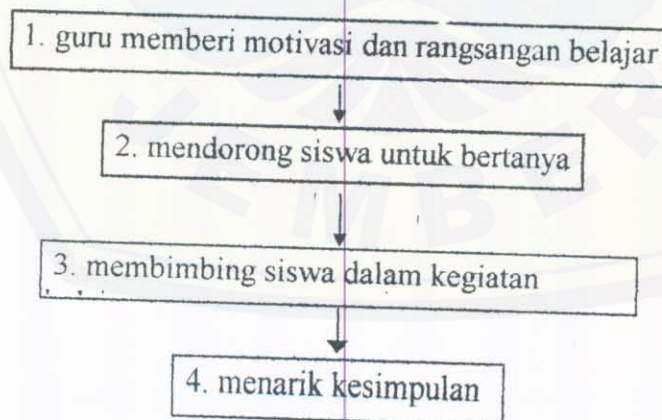 1. guru memberi motivasi dan rangsangan belajar
2. mendorong siswa untuk bertanya
EMBER
3. membimbing siswa dalam kegiatan
4. menarik kesimpulan